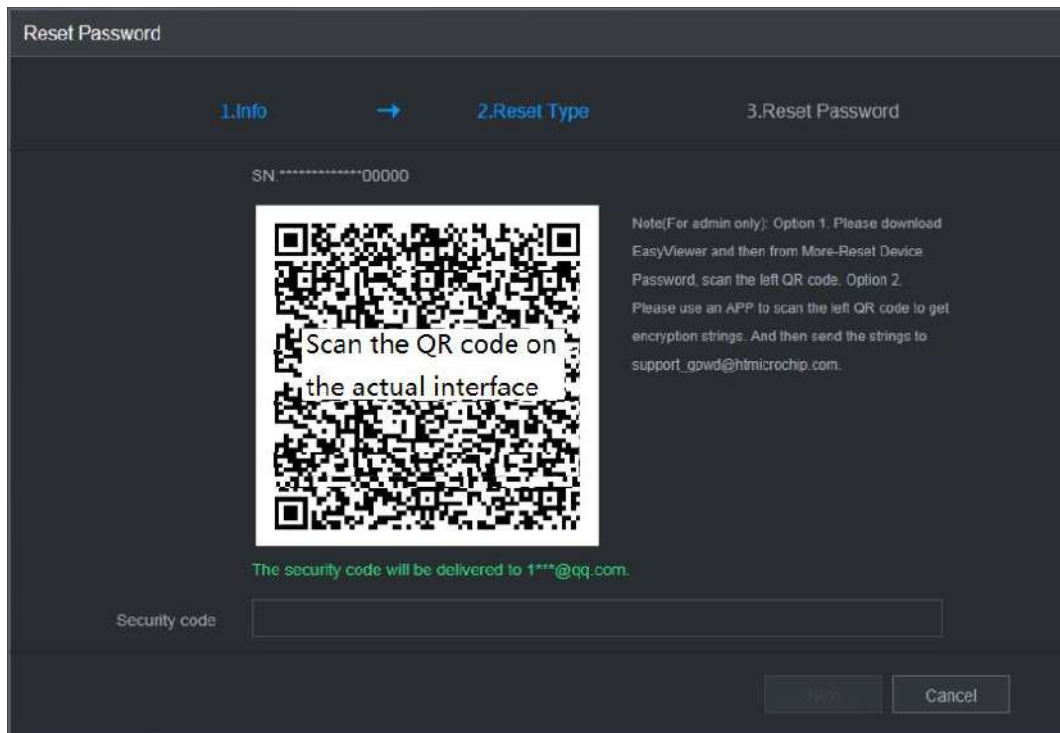 Reset Password
1.Info → 2.Reset Type 3.Reset Password
SN.*************00000
Note(For admin only): Option 1. Please download
EasyViewer and then from More-Reset Device
Password, scan the left QR code. Option 2.
Please use an APP to scan the left QR code to get
encryption strings. And then send the strings to
support_gpwd@htmicrochip.com.
Scan the QR code on
the actual interface
The security code will be delivered to 1***@qq.com.
Security code
Next Cancel